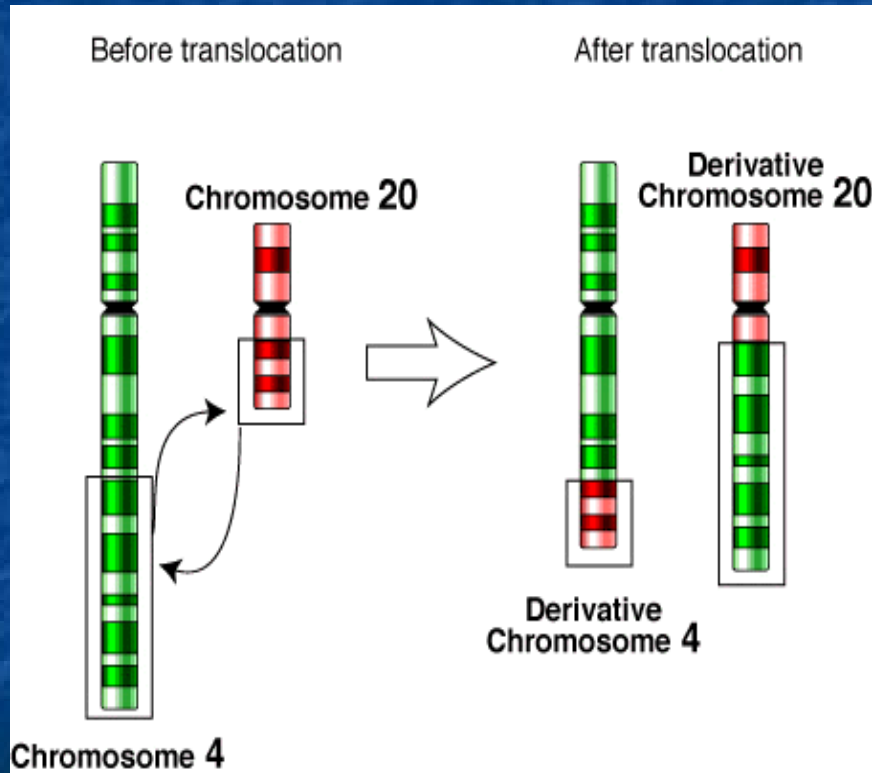 Before translocation
After translocation
Chromosome 20
Derivative
Chromosome 20
Derivative
Chromosome 4
Chromosome 4